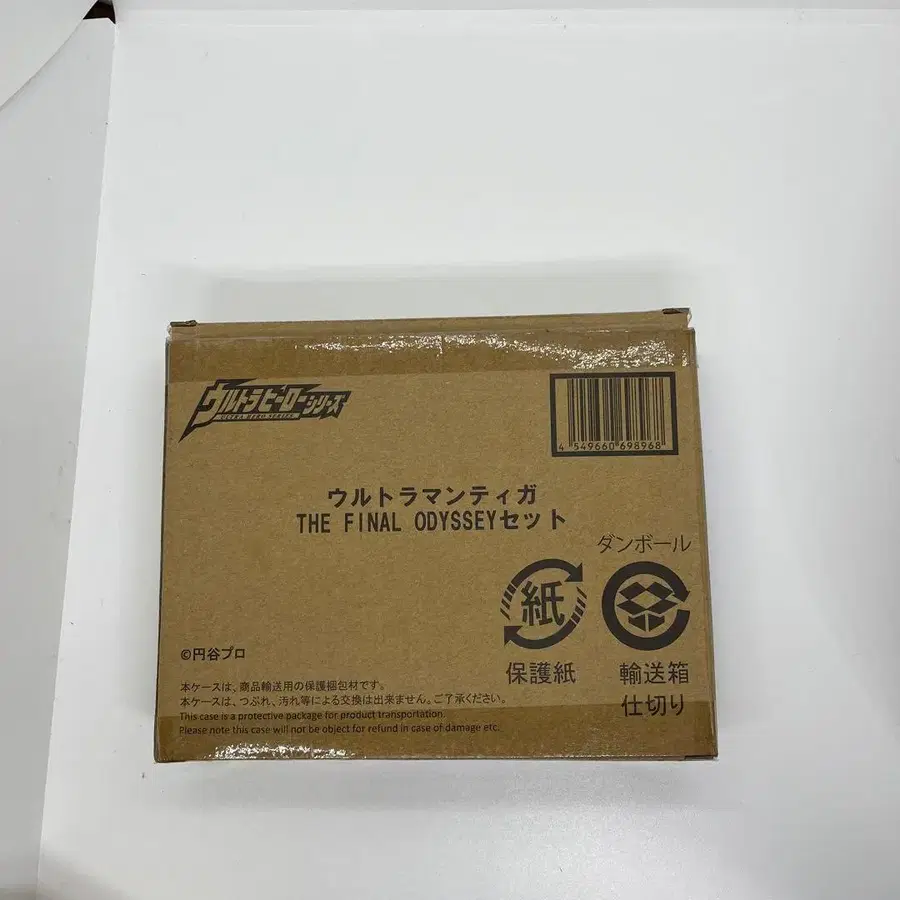 ウルトラヒーローシリーズ
ULTRA HERO SERIES
4 549660 698968
ウルトラマンティガ
THE FINAL ODYSSEYセット
ダンボール
紙
保護紙
輸送箱
仕切り
©円谷プロ
本ケースは、商品輸送用の保護梱包材です。
本ケースは、つぶれ、汚れ等による交換は出来ません。ご了承ください。
This case is a protective package for product transportation.
Please note this case will not be object for refund in case of damage etc.